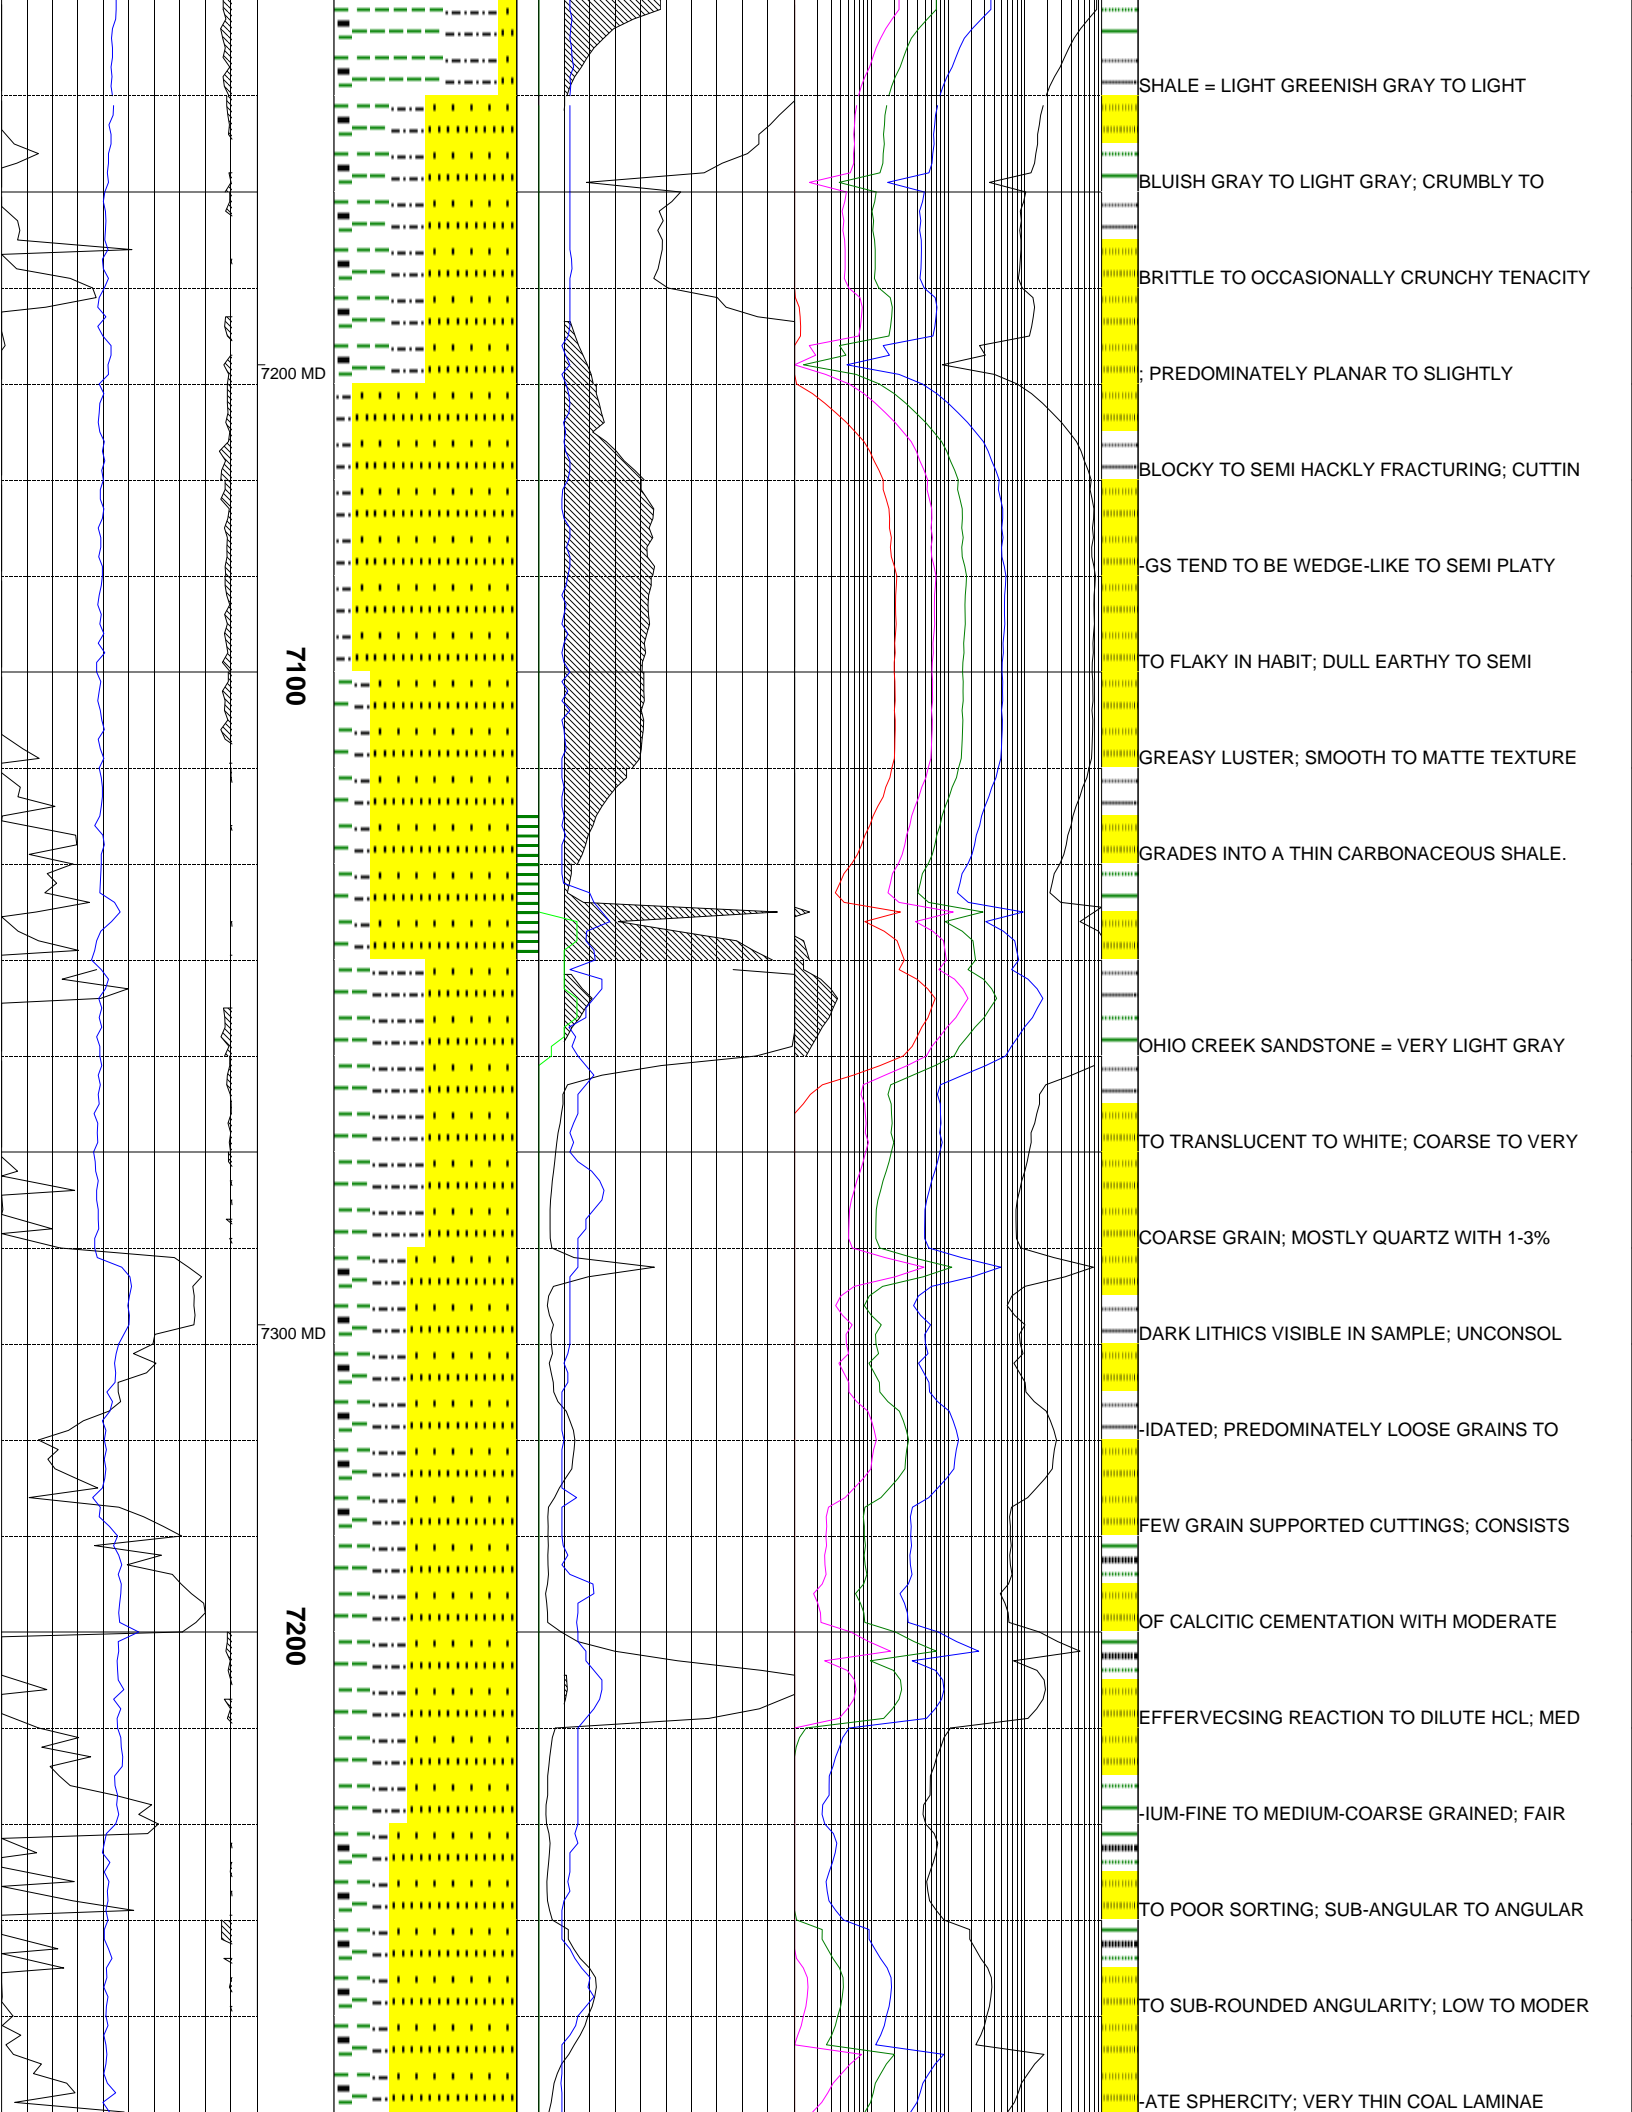 SHALE = LIGHT GREENISH GRAY TO LIGHT
BLUISH GRAY TO LIGHT GRAY; CRUMBLY TO
BRITTLE TO OCCASIONALLY CRUNCHY TENACITY
7200 MD
; PREDOMINATELY PLANAR TO SLIGHTLY
BLOCKY TO SEMI HACKLY FRACTURING; CUTTIN
-GS TEND TO BE WEDGE-LIKE TO SEMI PLATY
7100
TO FLAKY IN HABIT; DULL EARTHY TO SEMI
GREASY LUSTER; SMOOTH TO MATTE TEXTURE
GRADES INTO A THIN CARBONACEOUS SHALE.
OHIO CREEK SANDSTONE = VERY LIGHT GRAY
TO TRANSLUCENT TO WHITE; COARSE TO VERY
COARSE GRAIN; MOSTLY QUARTZ WITH 1-3%
7300 MD
DARK LITHICS VISIBLE IN SAMPLE; UNCONSOL
-IDATED; PREDOMINATELY LOOSE GRAINS TO
FEW GRAIN SUPPORTED CUTTINGS; CONSISTS
7200
OF CALCITIC CEMENTATION WITH MODERATE
EFFERVECSING REACTION TO DILUTE HCL; MED
-IUM-FINE TO MEDIUM-COARSE GRAINED; FAIR
TO POOR SORTING; SUB-ANGULAR TO ANGULAR
TO SUB-ROUNDED ANGULARITY; LOW TO MODER
-ATE SPHERCITY; VERY THIN COAL LAMINAE